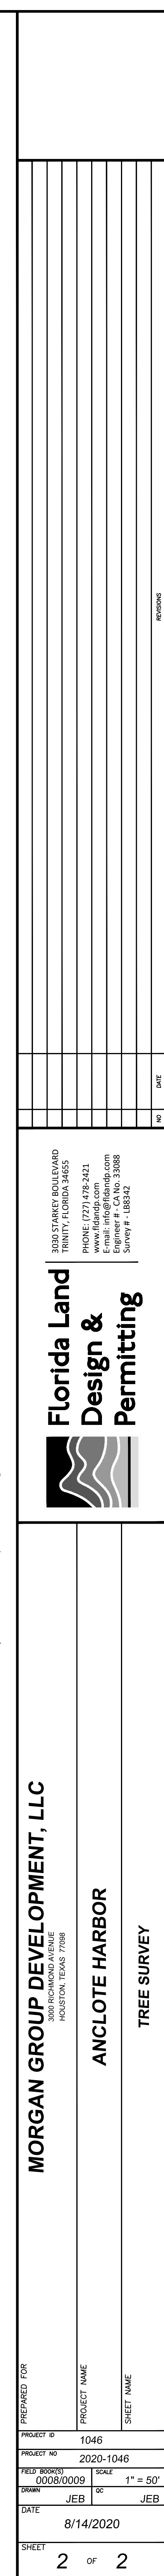 REVISIONS
DATE
NO
3030 STARKEY BOULEVARD
TRINITY, FLORIDA 34655
PHONE: (727) 478-2421
www.fldandp.com
E-mail: info@fldandp.com
Engineer # - CA No. 33088
Survey # - LB8342
Florida Land
Design &
Permitting
PREPARED FOR
MORGAN GROUP DEVELOPMENT, LLC
3000 RICHMOND AVENUE
HOUSTON, TEXAS 77098
PROJECT NAME
ANCLOTE HARBOR
SHEET NAME
TREE SURVEY
PROJECT ID
1046
PROJECT NO
2020-1046
FIELD BOOK(S)
0008/0009
SCALE
1" = 50'
DRAWN
JEB
QC
JEB
DATE
8/14/2020
SHEET
2 OF 2